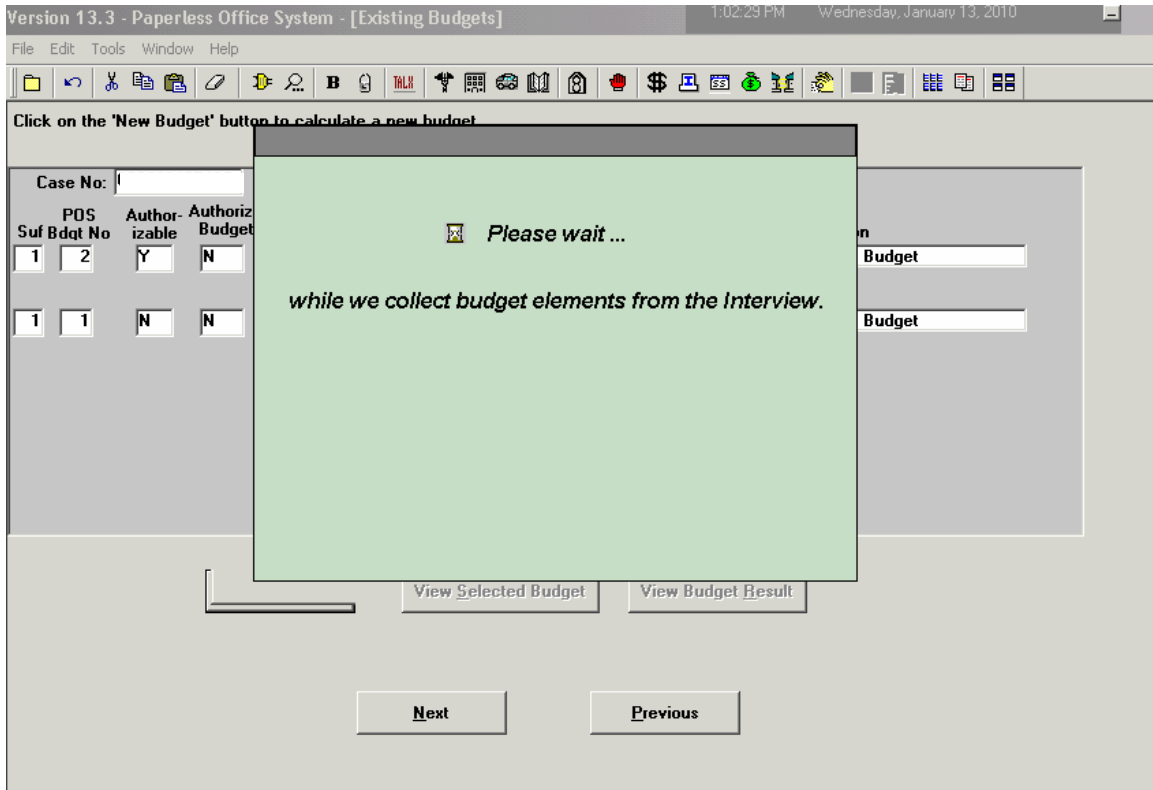 Version 13.3 - Paperless Office System - [Existing Budgets] 1:02:29 PM Wednesday, January 13, 2010
File Edit Tools Window Help
B TALX SS
Click on the 'New Budget' button to calculate a new budget
Case No:
POS Author- Authoriz
Suf Bdgt No izable Budget on
1 2 Y N Budget
Please wait ...
while we collect budget elements from the Interview.
1 1 N N Budget
View Selected Budget View Budget Result
Next Previous